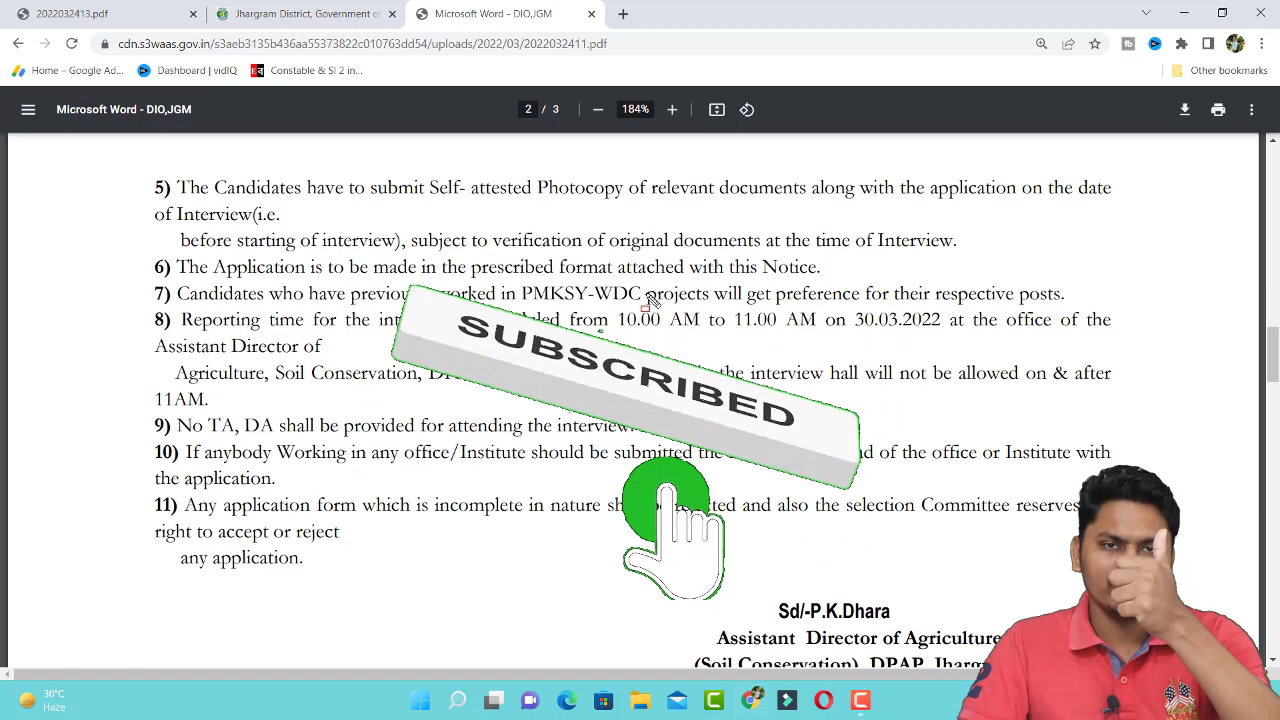 2022032413.pdf
Jhargram District, Government of
Microsoft Word - DIO,JGM
cdn.s3waas.gov.in/s3aeb3135b436aa55373822c010763dd54/uploads/2022/03/2022032411.pdf
Home – Google Ad...
Dashboard | vidIQ
Constable & SI 2 in...
Other bookmarks
Microsoft Word - DIO,JGM
2 / 3
184%
5) The Candidates have to submit Self- attested Photocopy of relevant documents along with the application on the date
of Interview(i.e.
before starting of interview), subject to verification of original documents at the time of Interview.
6) The Application is to be made in the prescribed format attached with this Notice.
7) Candidates who have worked in PMKSY-WDC projects will get preference for their respective posts.
8) Reporting time for the from 10.00 AM to 11.00 AM on 30.03.2022 at the office of the
Assistant Director of
Agriculture, Soil Conservation, the interview hall will not be allowed on & after
11AM.
9) No TA, DA shall be provided for attending the interview.
10) If anybody Working in any office/Institute should be submitted the of the office or Institute with
the application.
11) Any application form which is incomplete in nature and also the selection Committee reserves
right to accept or reject
any application.
SUBSCRIBED
Sd/-P.K.Dhara
Assistant Director of Agriculture
(Soil Conservation), DPAP, Jhargram
30°C
Haze